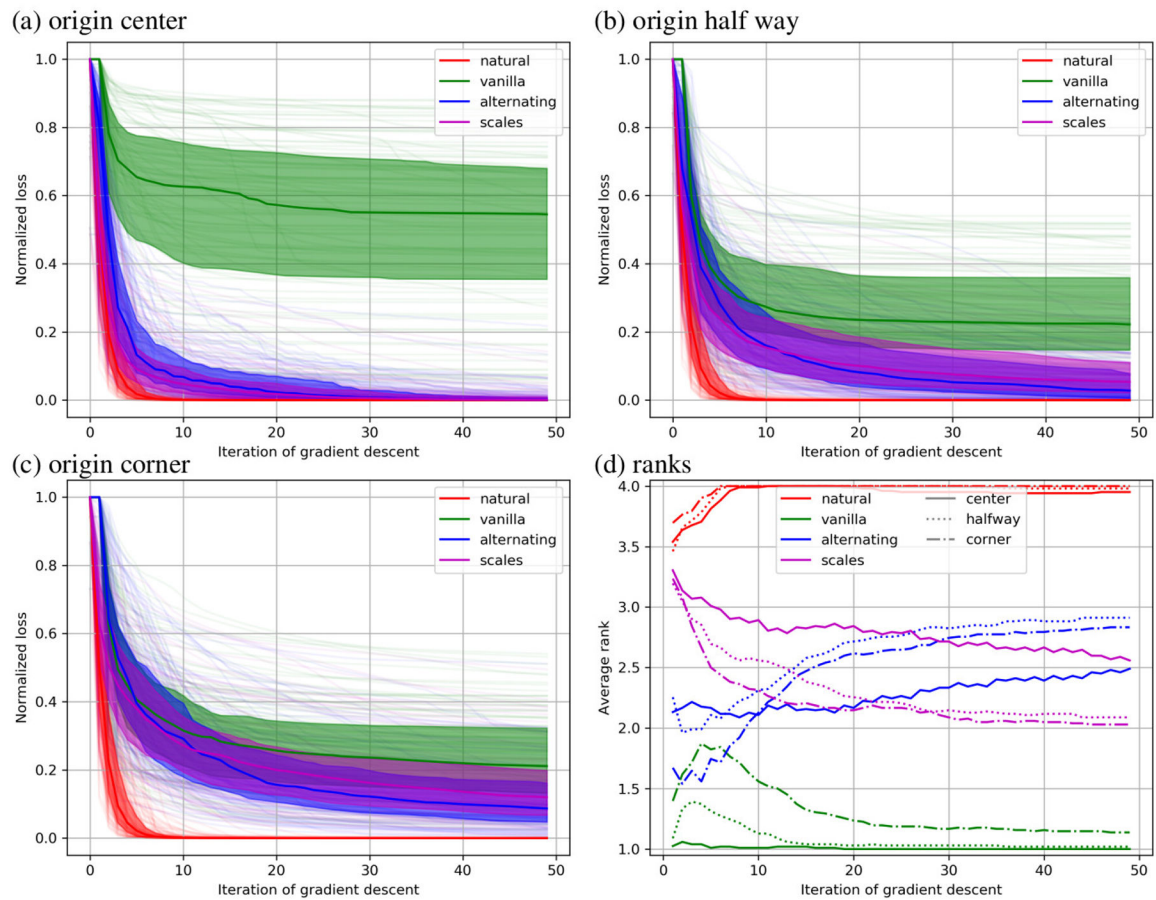 (a) origin center
1.0
0.8
0.6
0.4
0.2
0.0
Normalized loss
natural
vanilla
alternating
scales
0 10 20 30 40 50
Iteration of gradient descent
(b) origin half way
1.0
0.8
0.6
0.4
0.2
0.0
Normalized loss
natural
vanilla
alternating
scales
0 10 20 30 40 50
Iteration of gradient descent
(c) origin corner
1.0
0.8
0.6
0.4
0.2
0.0
Normalized loss
natural
vanilla
alternating
scales
0 10 20 30 40 50
Iteration of gradient descent
(d) ranks
4.0
3.5
3.0
2.5
2.0
1.5
1.0
Average rank
natural
vanilla
alternating
scales
center
halfway
corner
0 10 20 30 40 50
Iteration of gradient descent